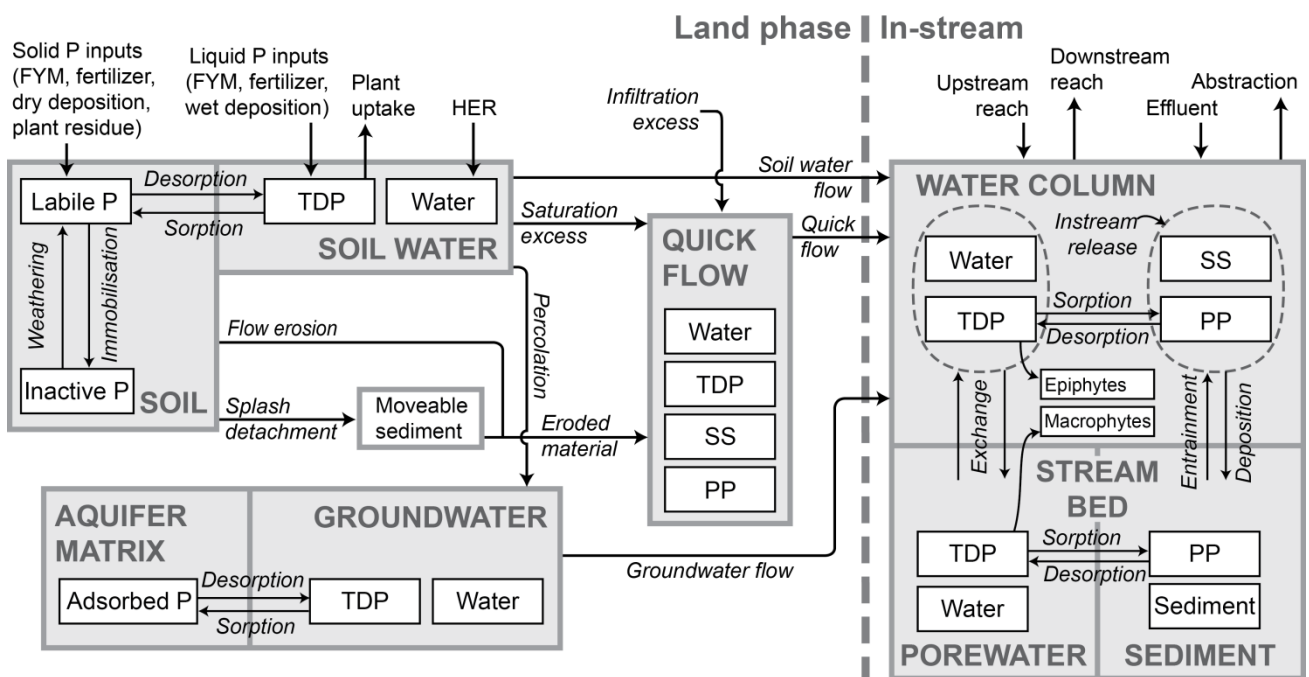 Land phase
In-stream
Solid P inputs
(FYM, fertilizer,
dry deposition,
plant residue)
Liquid P inputs
(FYM, fertilizer,
wet deposition)
Plant
uptake
HER
Infiltration
excess
Upstream
reach
Downstream
reach
Effluent
Abstraction
Labile P
Desorption
Sorption
TDP
Water
SOIL WATER
Weathering
Immobilisation
Inactive P
SOIL
Soil water
flow
Saturation
excess
Percolation
Flow erosion
Splash
detachment
Moveable
sediment
Eroded
material
QUICK
FLOW
Water
TDP
SS
PP
Quick
flow
AQUIFER
MATRIX
GROUNDWATER
Adsorbed P
Desorption
Sorption
TDP
Water
Groundwater flow
WATER COLUMN
Instream
release
Water
SS
TDP
Sorption
Desorption
PP
Epiphytes
Macrophytes
Exchange
Entrainment
Deposition
STREAM
BED
TDP
Sorption
Desorption
PP
Water
Sediment
POREWATER
SEDIMENT